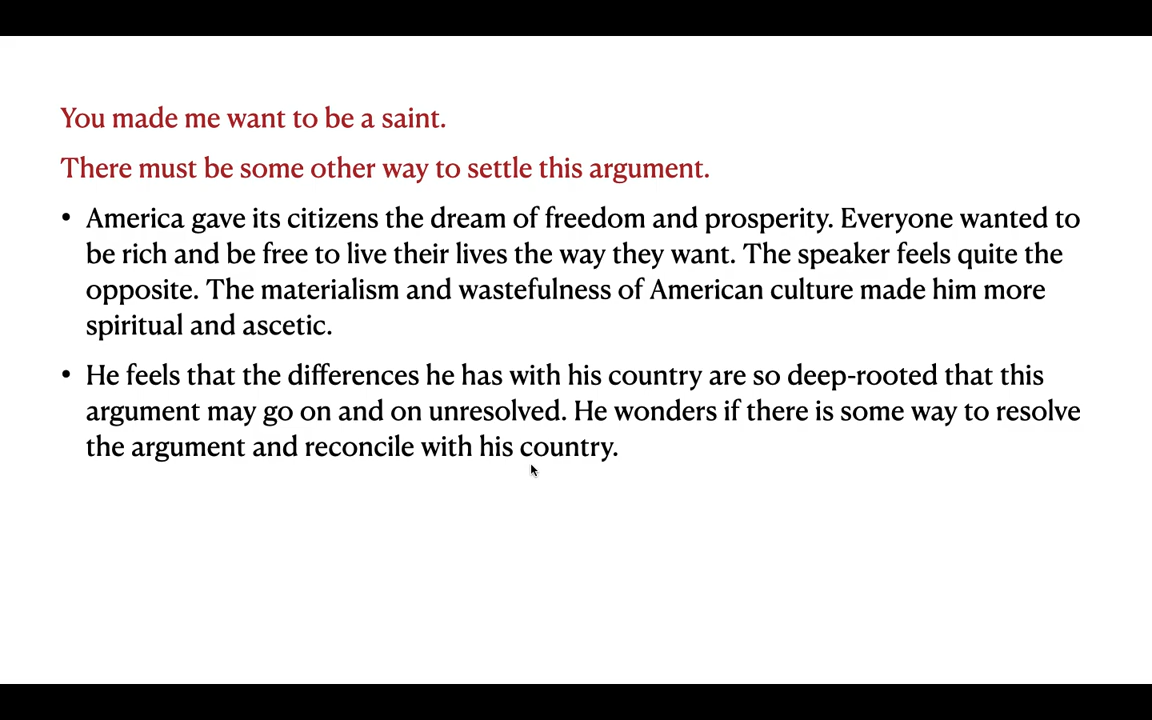 You made me want to be a saint.
There must be some other way to settle this argument.
• America gave its citizens the dream of freedom and prosperity. Everyone wanted to
be rich and be free to live their lives the way they want. The speaker feels quite the
opposite. The materialism and wastefulness of American culture made him more
spiritual and ascetic.
• He feels that the differences he has with his country are so deep-rooted that this
argument may go on and on unresolved. He wonders if there is some way to resolve
the argument and reconcile with his country.